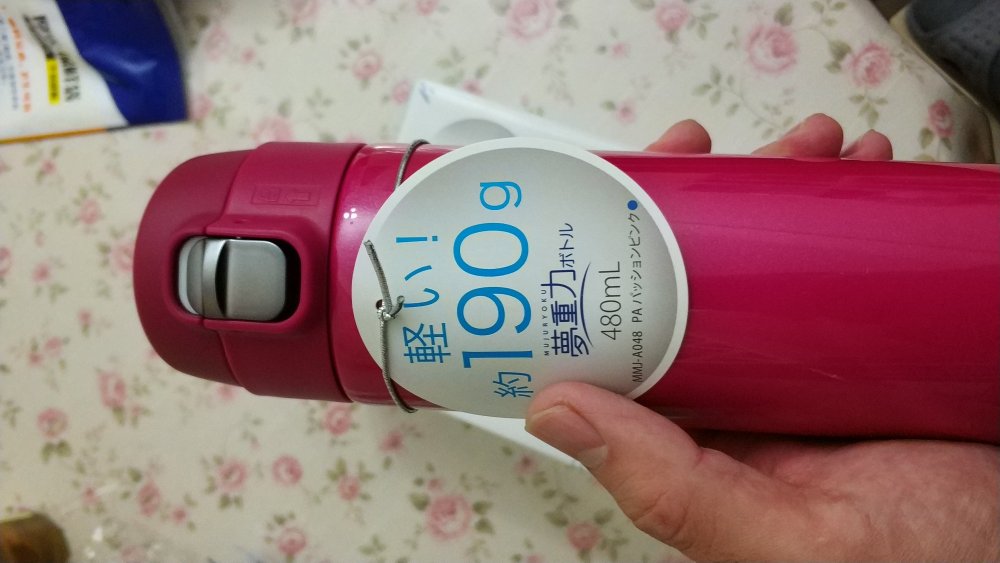 軽い!
約190g
MUJURYOKU
夢重力ボトル
480mL
MMJ-A048 PA パッションピンク